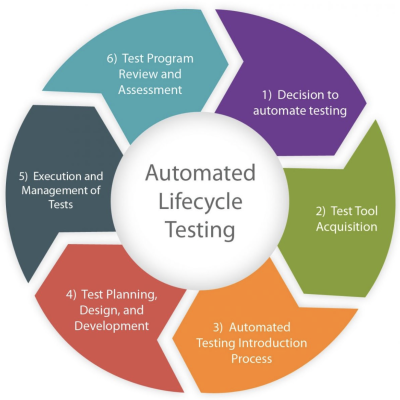 6) Test Program
Review and
Assessment
1) Decision to
automate testing
5) Execution and
Management of
Tests
Automated
Lifecycle
Testing
2) Test Tool
Acquisition
4) Test Planning,
Design, and
Development
3) Automated
Testing Introduction
Process